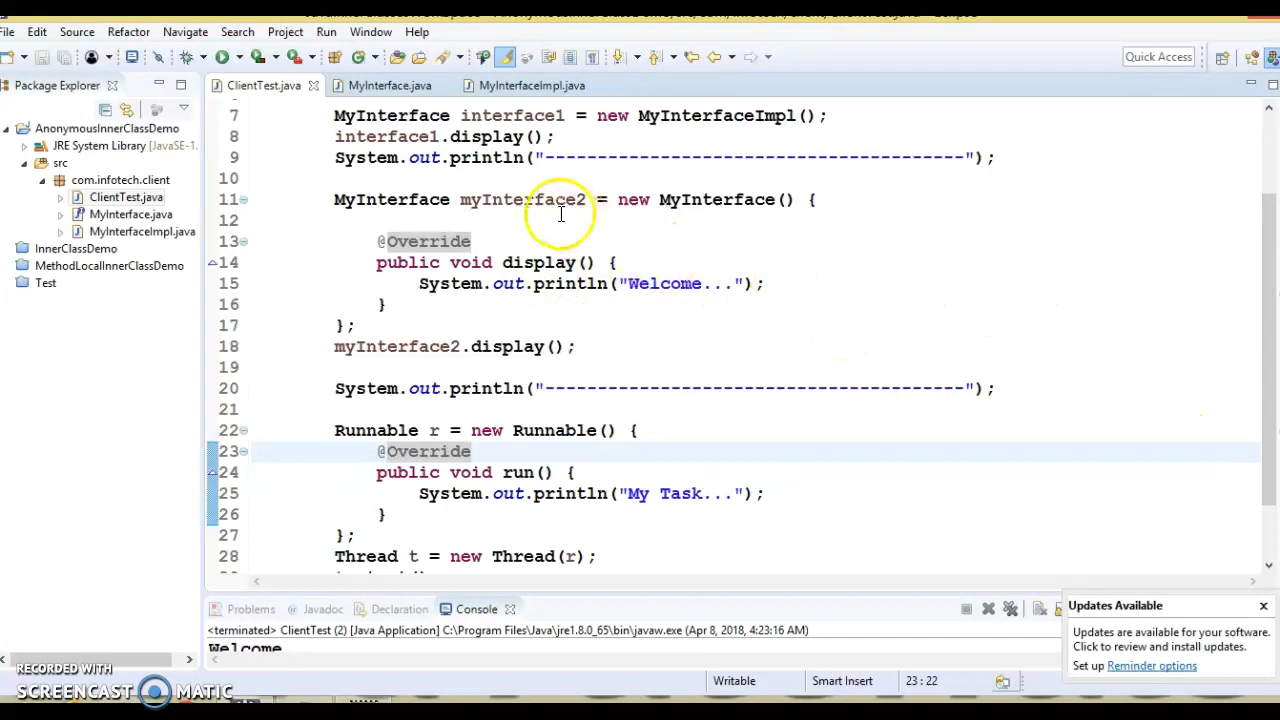 File Edit Source Refactor Navigate Search Project Run Window Help
Quick Access
Package Explorer
ClientTest.java MyInterface.java MyInterfaceImpl.java
AnonymousInnerClassDemo
JRE System Library [JavaSE-1.
src
com.infotech.client
ClientTest.java
MyInterface.java
MyInterfaceImpl.java
InnerClassDemo
MethodLocalInnerClassDemo
Test
7 MyInterface interface1 = new MyInterfaceImpl();
8 interface1.display();
9 System.out.println("----------------------------------------");
10
11 MyInterface myInterface2 = new MyInterface() {
12
13 @Override
14 public void display() {
15 System.out.println("Welcome...");
16 }
17 };
18 myInterface2.display();
19
20 System.out.println("----------------------------------------");
21
22 Runnable r = new Runnable() {
23 @Override
24 public void run() {
25 System.out.println("My Task...");
26 }
27 };
28 Thread t = new Thread(r);
Problems Javadoc Declaration Console
<terminated> ClientTest (2) [Java Application] C:\Program Files\Java\jre1.8.0_65\bin\javaw.exe (Apr 8, 2018, 4:23:16 AM)
Welcome
Updates Available
Updates are available for your software.
Click to review and install updates.
Set up Reminder options
Writable Smart Insert 23 : 22
RECORDED WITH
SCREENCAST MATIC